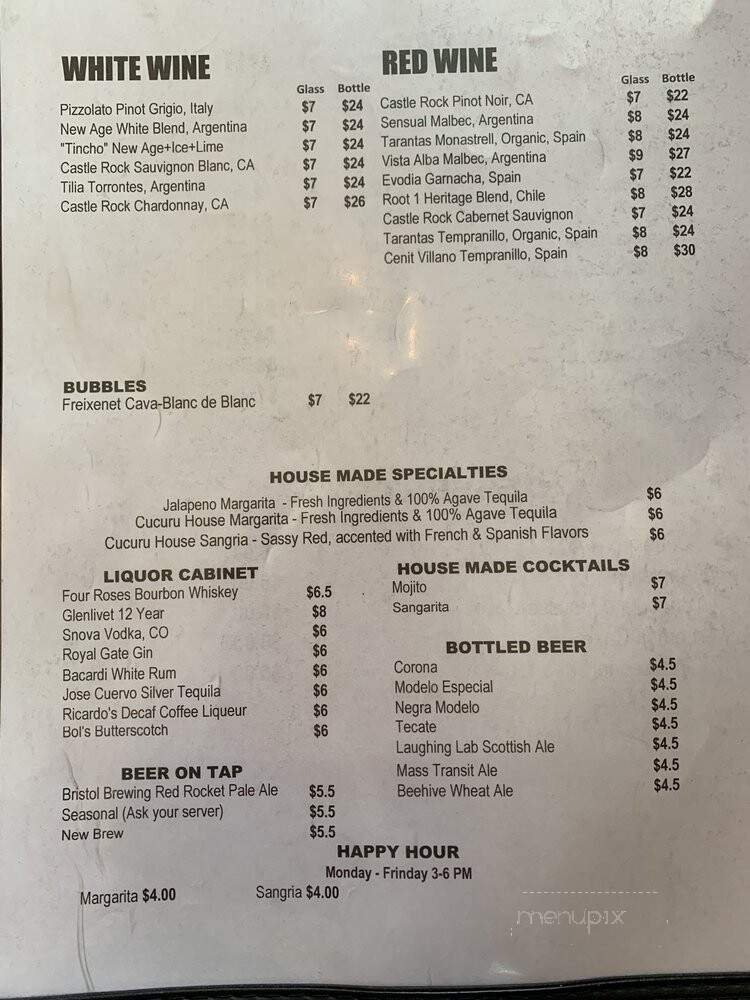 WHITE WINE
Glass Bottle
Pizzolato Pinot Grigio, Italy $7 $24
New Age White Blend, Argentina $7 $24
"Tincho" New Age+Ice+Lime $7 $24
Castle Rock Sauvignon Blanc, CA $7 $24
Tilia Torrontes, Argentina $7 $24
Castle Rock Chardonnay, CA $7 $26
RED WINE
Glass Bottle
Castle Rock Pinot Noir, CA $7 $22
Sensual Malbec, Argentina $8 $24
Tarantas Monastrell, Organic, Spain $8 $24
Vista Alba Malbec, Argentina $9 $27
Evodia Garnacha, Spain $7 $22
Root 1 Heritage Blend, Chile $8 $28
Castle Rock Cabernet Sauvignon $7 $24
Tarantas Tempranillo, Organic, Spain $8 $24
Cenit Villano Tempranillo, Spain $8 $30
BUBBLES
Freixenet Cava-Blanc de Blanc $7 $22
HOUSE MADE SPECIALTIES
Jalapeno Margarita - Fresh Ingredients & 100% Agave Tequila $6
Cucuru House Margarita - Fresh Ingredients & 100% Agave Tequila $6
Cucuru House Sangria - Sassy Red, accented with French & Spanish Flavors $6
LIQUOR CABINET
Four Roses Bourbon Whiskey $6.5
Glenlivet 12 Year $8
Snova Vodka, CO $6
Royal Gate Gin $6
Bacardi White Rum $6
Jose Cuervo Silver Tequila $6
Ricardo's Decaf Coffee Liqueur $6
Bol's Butterscotch $6
HOUSE MADE COCKTAILS
Mojito $7
Sangarita $7
BOTTLED BEER
Corona $4.5
Modelo Especial $4.5
Negra Modelo $4.5
Tecate $4.5
Laughing Lab Scottish Ale $4.5
Mass Transit Ale $4.5
Beehive Wheat Ale $4.5
BEER ON TAP
Bristol Brewing Red Rocket Pale Ale $5.5
Seasonal (Ask your server) $5.5
New Brew $5.5
HAPPY HOUR
Monday - Frinday 3-6 PM
Margarita $4.00 Sangria $4.00
menupix